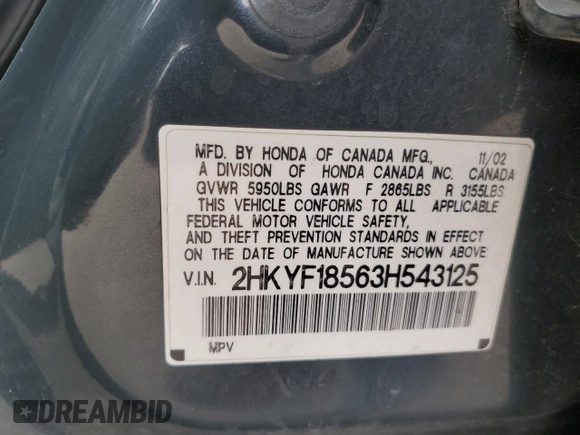 MFD. BY HONDA OF CANADA MFG., 11/02
A DIVISION OF HONDA CANADA INC. CANADA
GVWR 5950LBS GAWR F 2865LBS R 3155LBS
THIS VEHICLE CONFORMS TO ALL APPLICABLE
FEDERAL MOTOR VEHICLE SAFETY,
AND THEFT PREVENTION STANDARDS IN EFFECT
ON THE DATE OF MANUFACTURE SHOWN ABOVE
V.I.N. 2HKYF18563H543125
MPV
DREAMBID